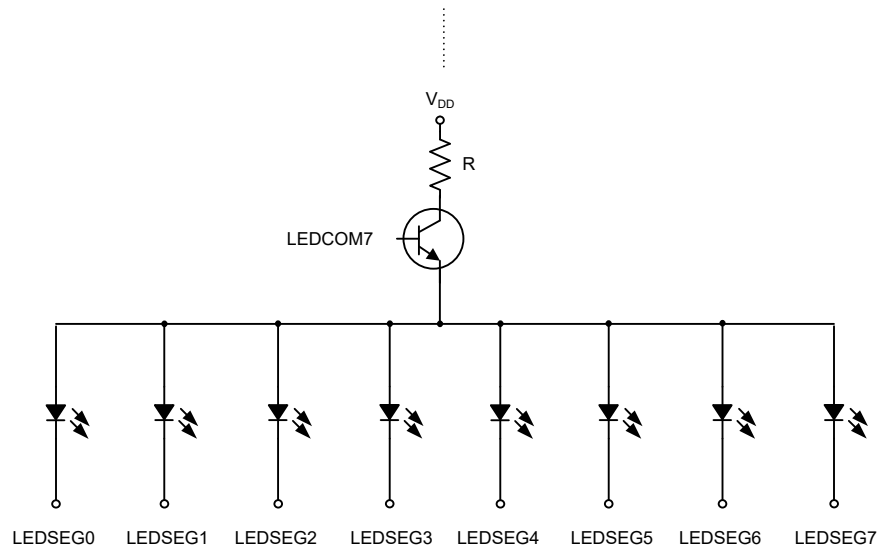 VDD
R
LEDCOM7
LEDSEG0 LEDSEG1 LEDSEG2 LEDSEG3 LEDSEG4 LEDSEG5 LEDSEG6 LEDSEG7